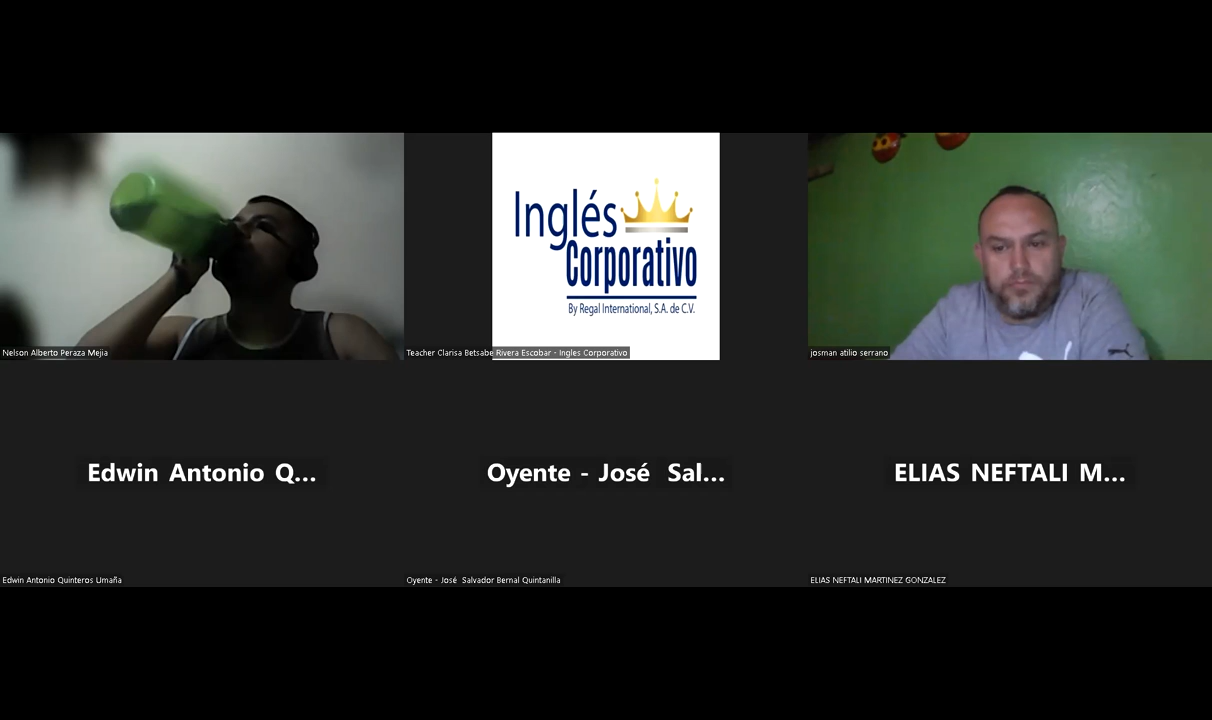 Inglés
Corporativo
By Regal International, S.A. de C.V.
Nelson Alberto Peraza Mejia
Teacher Clarisa Betsabe Rivera Escobar - Ingles Corporativo
josman atilio serrano
Edwin Antonio Q...
Oyente - José Sal...
ELIAS NEFTALI M...
Edwin Antonio Quinteros Umaña
Oyente - José Salvador Bernal Quintanilla
ELIAS NEFTALI MARTINEZ GONZALEZ